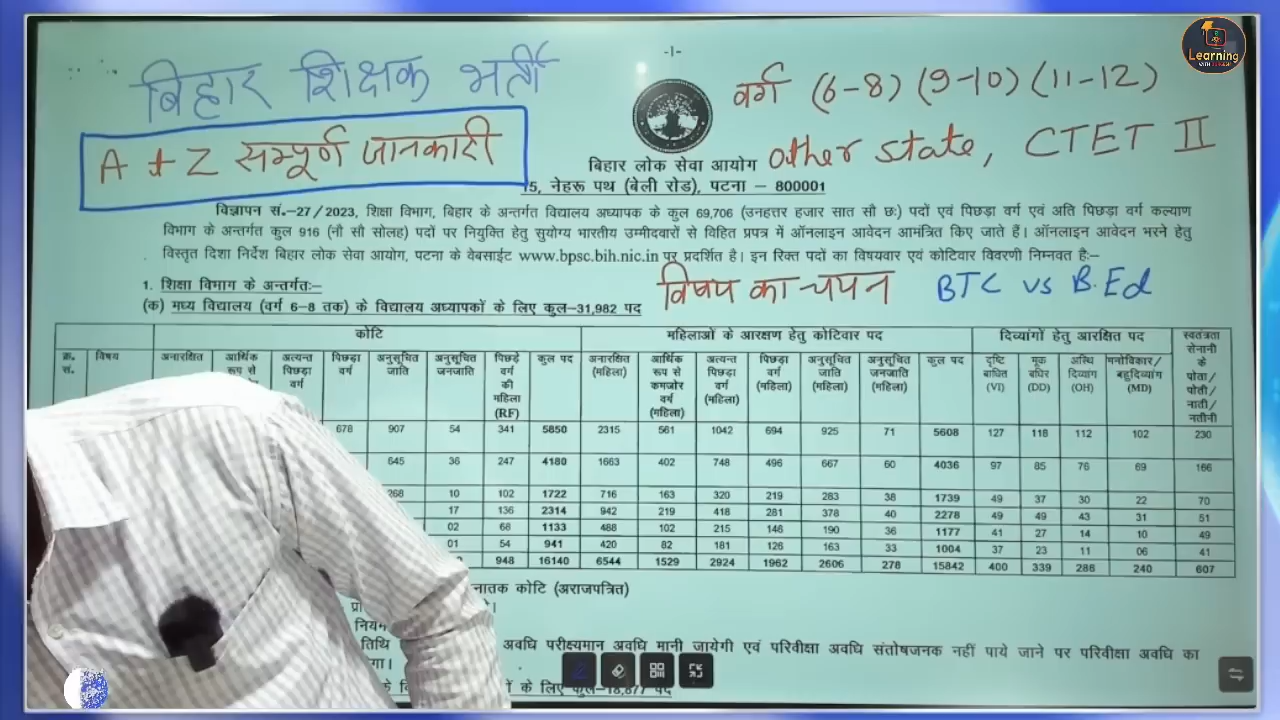 -1-
Learning
बिहार शिक्षक भर्ती
वर्ग (6-8) (9-10) (11-12)
A to Z सम्पूर्ण जानकारी
Other state, CTET II
बिहार लोक सेवा आयोग
15, नेहरू पथ (बेली रोड), पटना – 800001
विज्ञापन सं.–27/2023, शिक्षा विभाग, बिहार के अन्तर्गत विद्यालय अध्यापक के कुल 69,706 (उनहत्तर हजार सात सौ छः) पदों एवं पिछड़ा वर्ग एवं अति पिछड़ा वर्ग कल्याण
विभाग के अन्तर्गत कुल 916 (नौ सौ सोलह) पदों पर नियुक्ति हेतु सुयोग्य भारतीय उम्मीदवारों से विहित प्रपत्र में ऑनलाइन आवेदन आमंत्रित किए जाते हैं। ऑनलाइन आवेदन भरने हेतु
विस्तृत दिशा निर्देश बिहार लोक सेवा आयोग, पटना के वेबसाईट www.bpsc.bih.nic.in पर प्रदर्शित है। इन रिक्त पदों का विषयवार एवं कोटिवार विवरणी निम्नवत हैः–
विषय का चयन BTC vs B.Ed
1. शिक्षा विभाग के अन्तर्गतः–
(क) मध्य विद्यालय (वर्ग 6–8 तक) के विद्यालय अध्यापकों के लिए कुल–31,982 पद
कोटि महिलाओं के आरक्षण हेतु कोटिवार पद दिव्यांगों हेतु आरक्षित पद स्वतंत्रता सेनानी के पोता/पोती/नाती/नतीनी
क्र. सं. विषय अनारक्षित आर्थिक रूप से अत्यन्त पिछड़ा वर्ग पिछड़ा वर्ग अनुसूचित जाति अनुसूचित जनजाति पिछड़े वर्ग की महिला (RF) कुल पद अनारक्षित (महिला) आर्थिक रूप से कमजोर वर्ग (महिला) अत्यन्त पिछड़ा वर्ग (महिला) पिछड़ा वर्ग (महिला) अनुसूचित जाति (महिला) अनुसूचित जनजाति (महिला) कुल पद दृष्टि बाधित (VI) मूक बधिर (DD) अस्थि दिव्यांग (OH) मनोविकार/बहुदिव्यांग (MD)
678 907 54 341 5850 2315 561 1042 694 925 71 5608 127 118 112 102 230
645 36 247 4180 1663 402 748 496 667 60 4036 97 85 76 69 166
268 10 102 1722 716 163 320 219 283 38 1739 49 37 30 22 70
17 136 2314 942 219 418 281 378 40 2278 49 49 43 31 51
02 68 1133 488 102 215 146 190 36 1177 41 27 14 10 49
01 54 941 420 82 181 126 163 33 1004 37 23 11 06 41
948 16140 6544 1529 2924 1962 2606 278 15842 400 339 286 240 607
नातक कोटि (अराजपत्रित)
तिथि अवधि परीक्ष्यमान अवधि मानी जायेगी एवं परिवीक्षा अवधि संतोषजनक नहीं पाये जाने पर परिवीक्षा अवधि का
के लिए कुल–18,877 पद